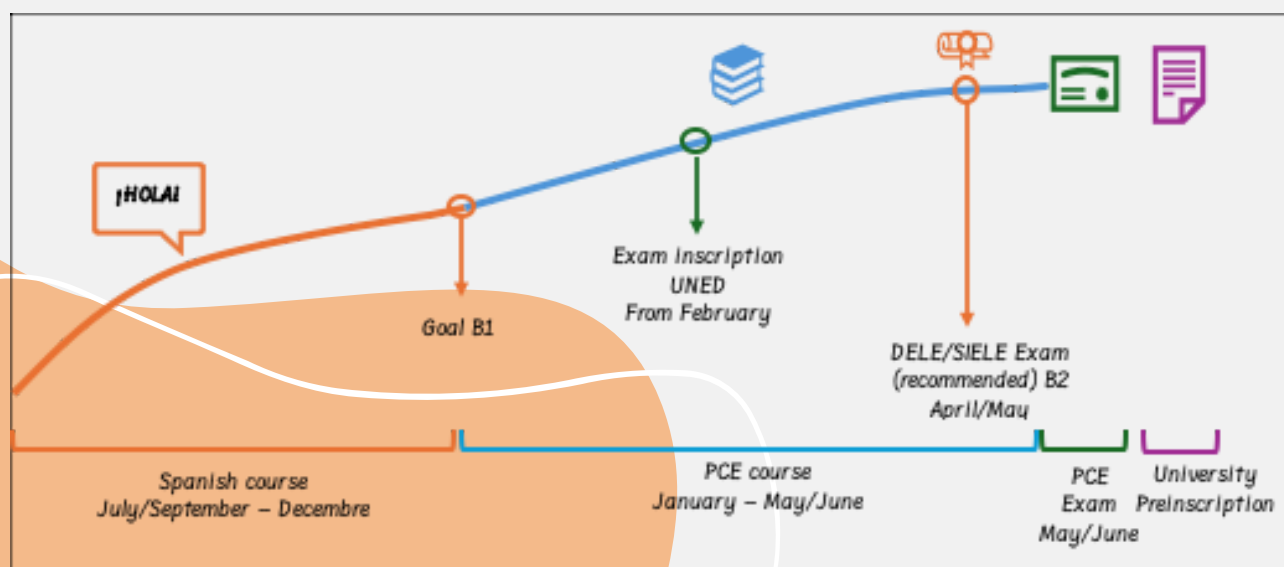 ¡HOLA!
Goal B1
Exam inscription
UNED
From February
DELE/SIELE Exam
(recommended) B2
April/May
Spanish course
July/September – Decembre
PCE course
January – May/June
PCE
Exam
May/June
University
Preinscription